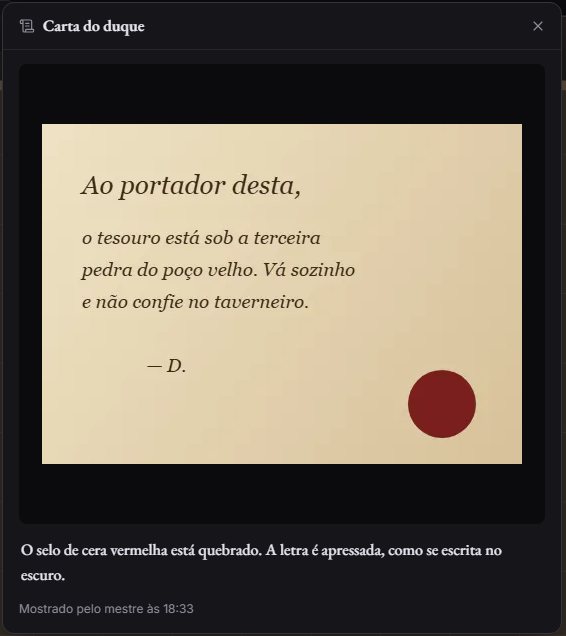 Carta do duque
Ao portador desta,
o tesouro está sob a terceira
pedra do poço velho. Vá sozinho
e não confie no taverneiro.
— D.
O selo de cera vermelha está quebrado. A letra é apressada, como se escrita no
escuro.
Mostrado pelo mestre às 18:33